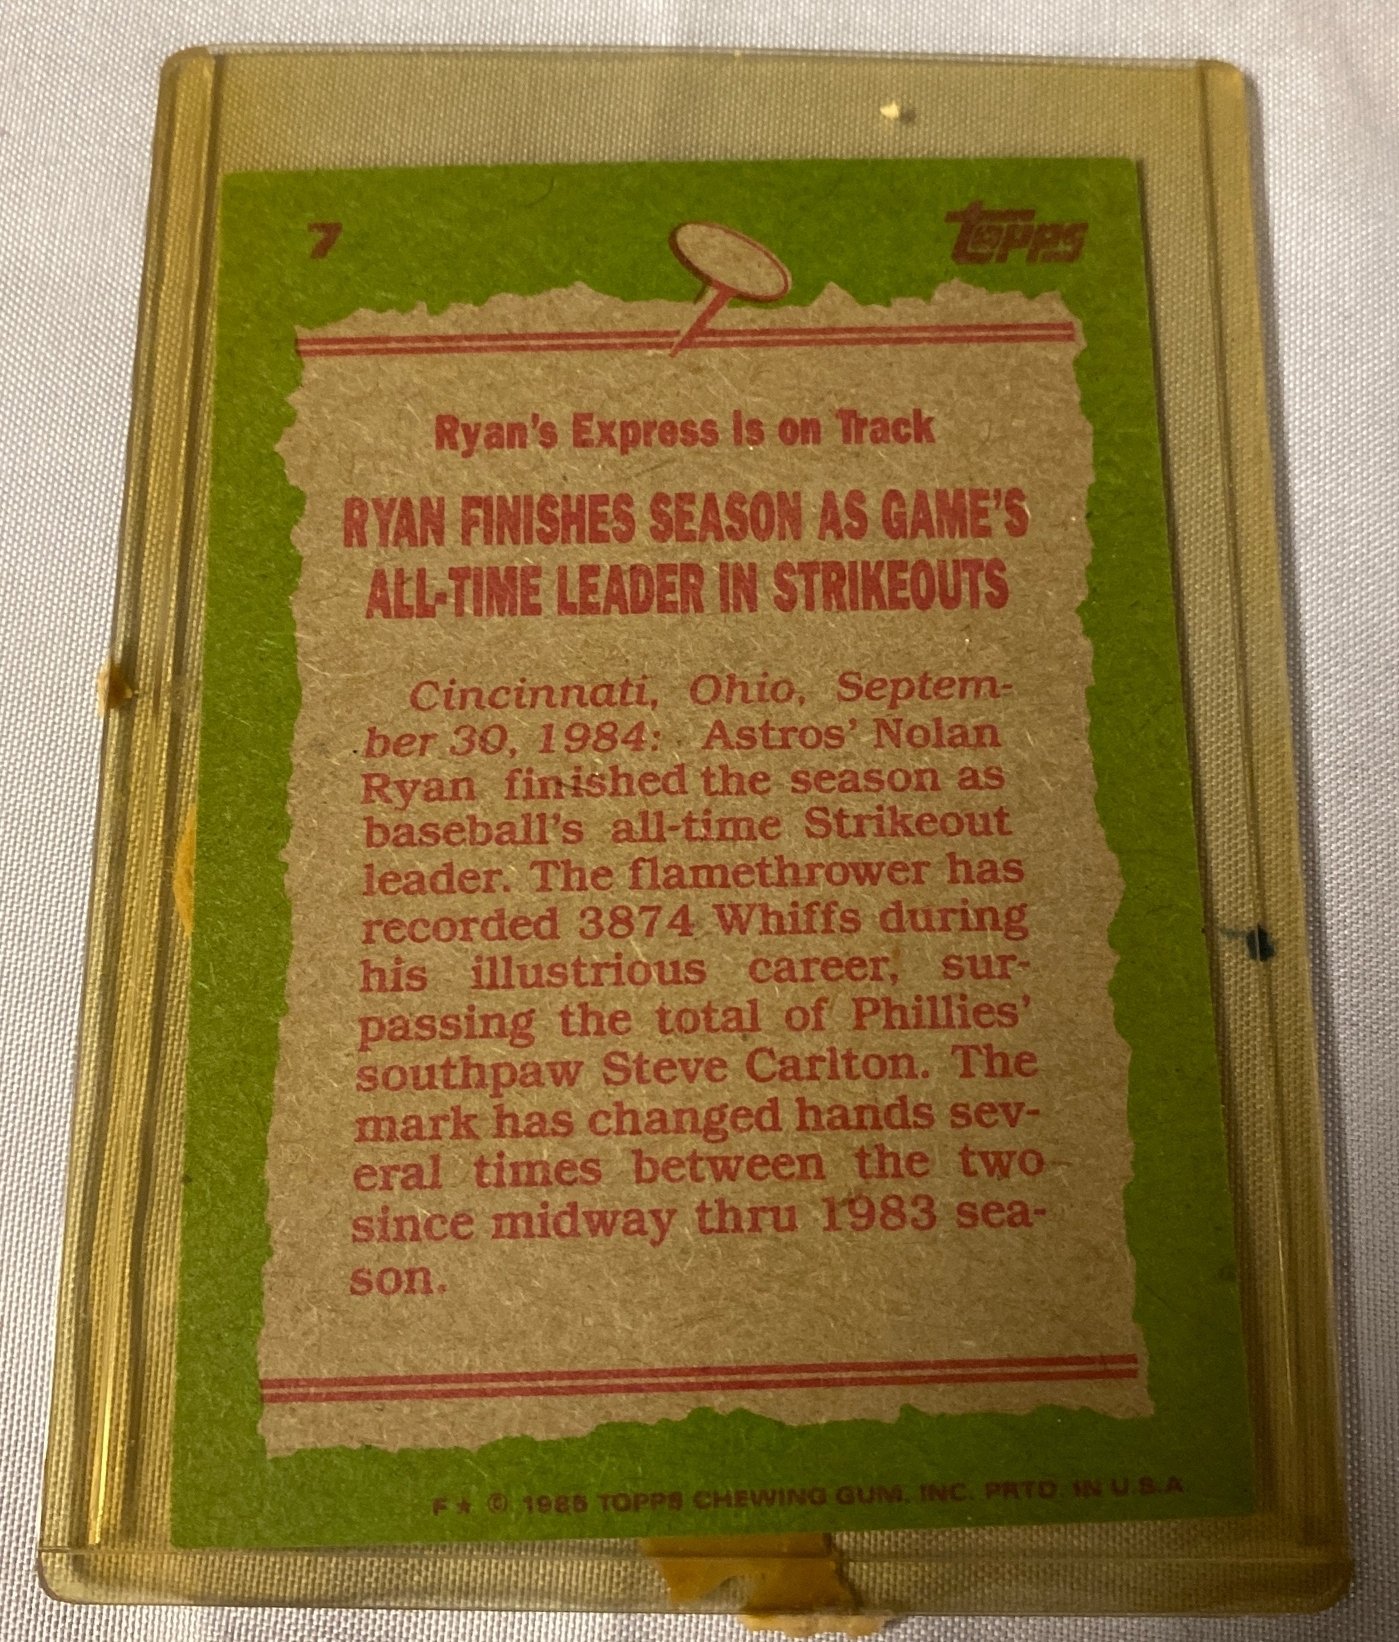 7
Topps
Ryan's Express Is on Track
RYAN FINISHES SEASON AS GAME'S
ALL-TIME LEADER IN STRIKEOUTS
Cincinnati, Ohio, Septem-
ber 30, 1984: Astros' Nolan
Ryan finished the season as
baseball's all-time Strikeout
leader. The flamethrower has
recorded 3874 Whiffs during
his illustrious career, sur-
passing the total of Phillies'
southpaw Steve Carlton. The
mark has changed hands sev-
eral times between the two
since midway thru 1983 sea-
son.
F★ © 1985 TOPPS CHEWING GUM, INC. PRTD. IN U.S.A